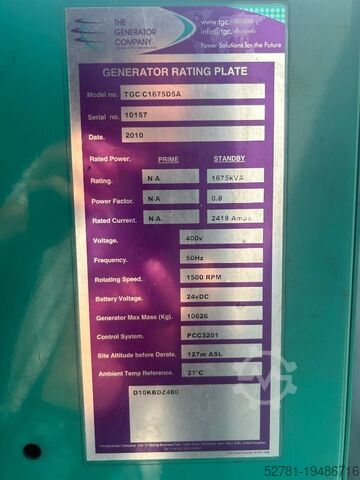 THE
GENERATOR
COMPANY
www.tgc.
info@tgc.
Power Solutions for the Future
GENERATOR RATING PLATE
Model no. TGC C1675D5A
Serial no. 10157
Date. 2010
Rated Power. PRIME STANDBY
Rating. N/A 1675kVA
Power Factor. N/A 0.8
Rated Current. N/A 2418 Amps
Voltage. 400v
Frequency. 50Hz
Rotating Speed. 1500 RPM
Battery Voltage. 24vDC
Generator Max Mass (Kg). 10626
Control System. PCC3201
Site Altitude before Derate. 127m ASL
Ambient Temp Reference. 27°C
D10KBDZ480
52781-19486716